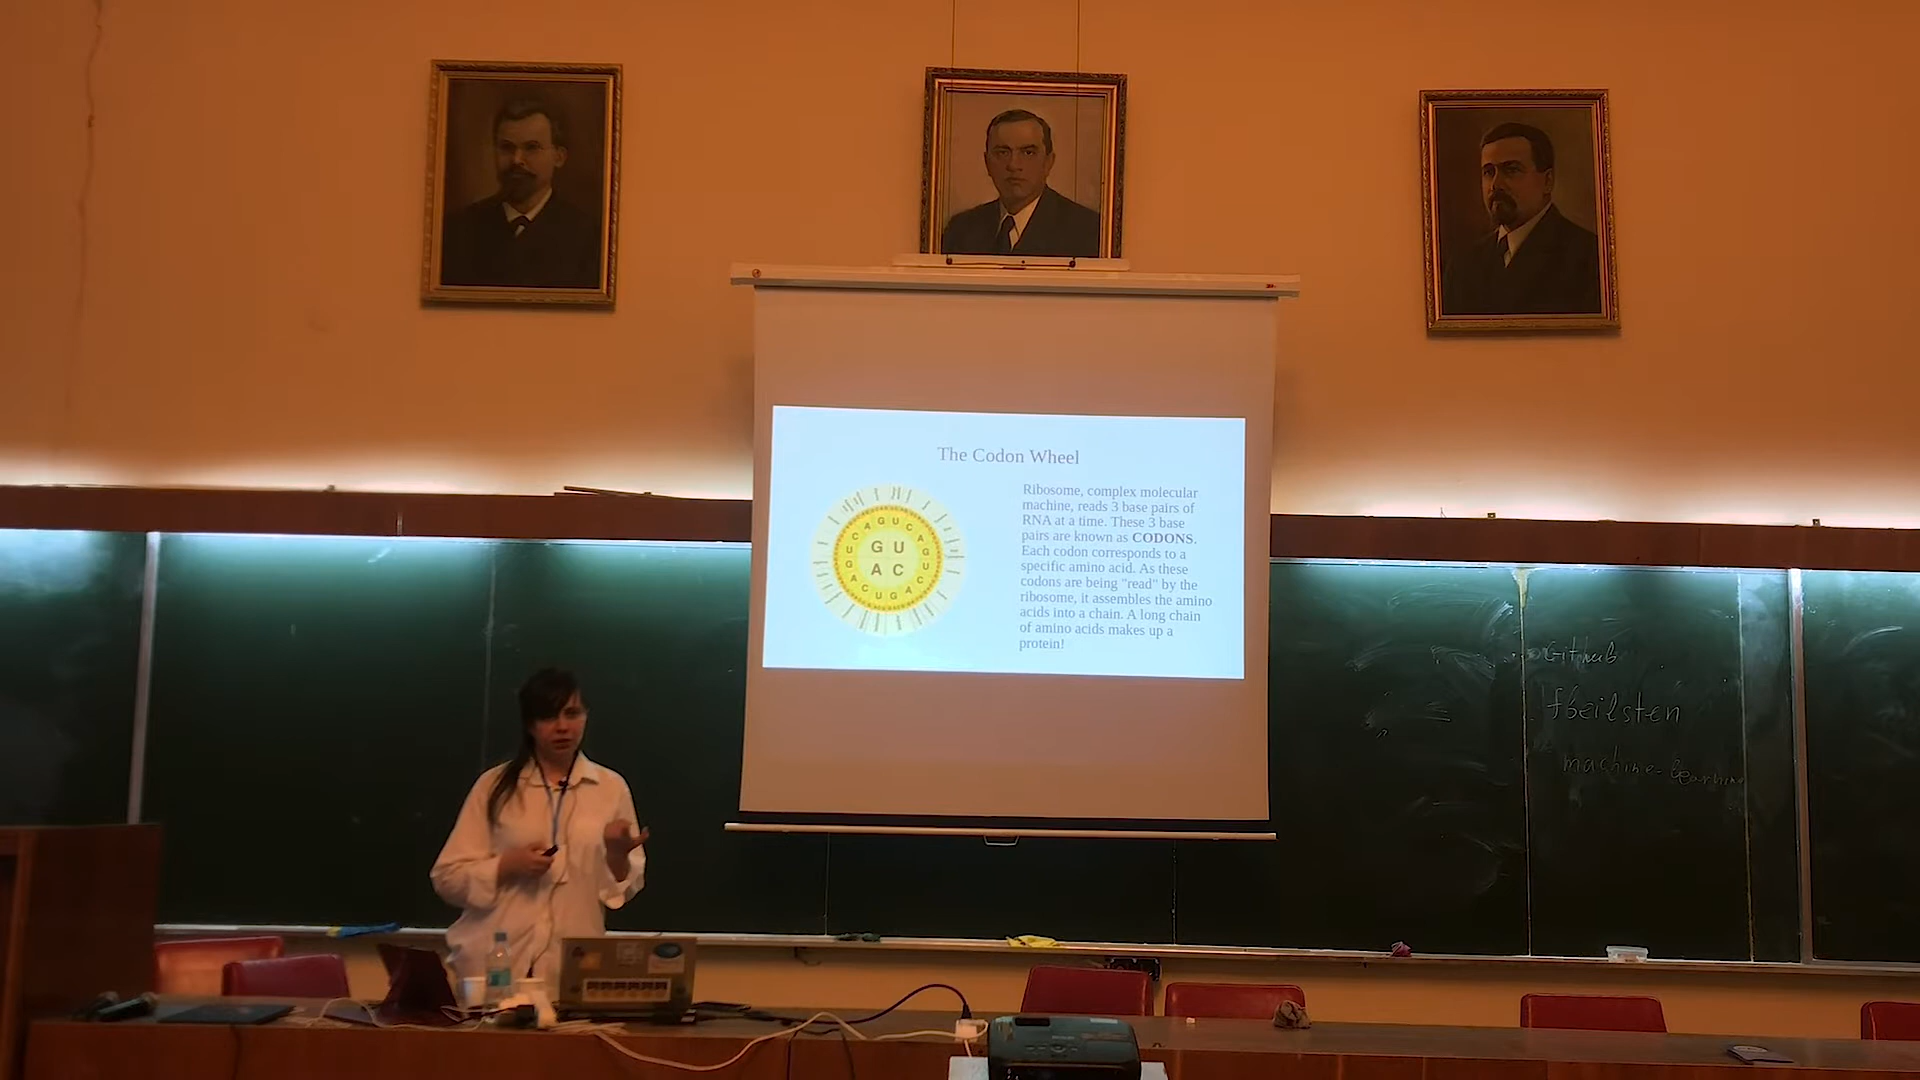 The Codon Wheel
Ribosome, complex molecular
machine, reads 3 base pairs of
RNA at a time. These 3 base
pairs are known as CODONS.
Each codon corresponds to a
specific amino acid. As these
codons are being "read" by the
ribosome, it assembles the amino
acids into a chain. A long chain
of amino acids makes up a
protein!
G U
A C
Github
fbeilsten
machine-learning